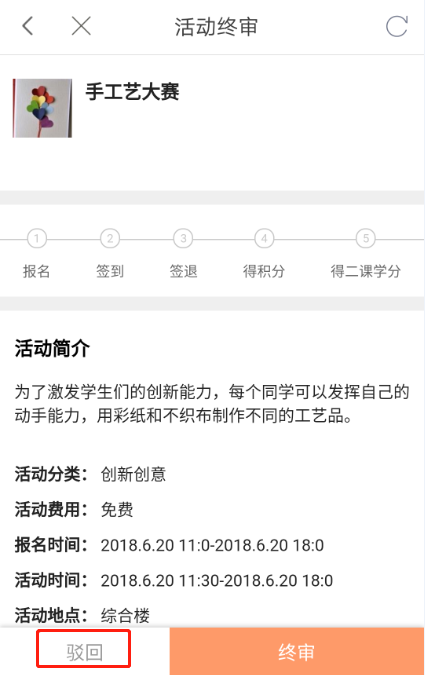 活动终审
手工艺大赛
1 2 3 4 5
报名 签到 签退 得积分 得二课学分
活动简介
为了激发学生们的创新能力，每个同学可以发挥自己的
动手能力，用彩纸和不织布制作不同的工艺品。
活动分类： 创新创意
活动费用： 免费
报名时间： 2018.6.20 11:0-2018.6.20 18:0
活动时间： 2018.6.20 11:30-2018.6.20 18:0
活动地点： 综合楼
驳回 终审